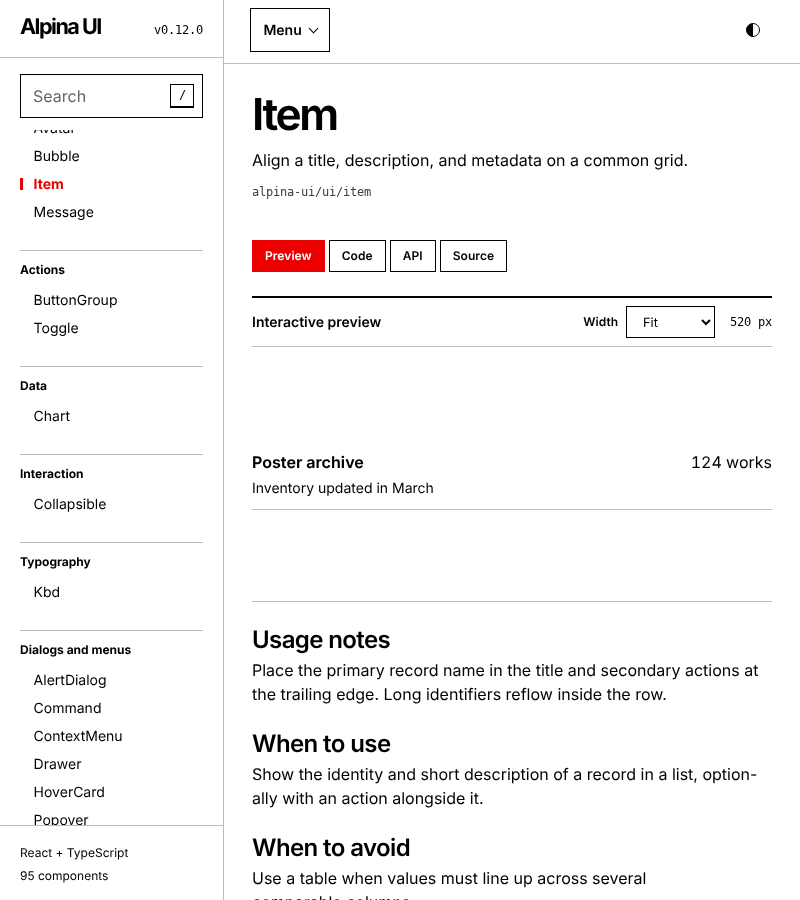 Alpina UI
v0.12.0
Menu
Search
/
Avatar
Bubble
Item
Message
Actions
ButtonGroup
Toggle
Data
Chart
Interaction
Collapsible
Typography
Kbd
Dialogs and menus
AlertDialog
Command
ContextMenu
Drawer
HoverCard
Popover
React + TypeScript
95 components
Item
Align a title, description, and metadata on a common grid.
alpina-ui/ui/item
Preview
Code
API
Source
Interactive preview
Width
Fit
520 px
Poster archive
124 works
Inventory updated in March
Usage notes
Place the primary record name in the title and secondary actions at
the trailing edge. Long identifiers reflow inside the row.
When to use
Show the identity and short description of a record in a list, option-
ally with an action alongside it.
When to avoid
Use a table when values must line up across several
comparable columns.